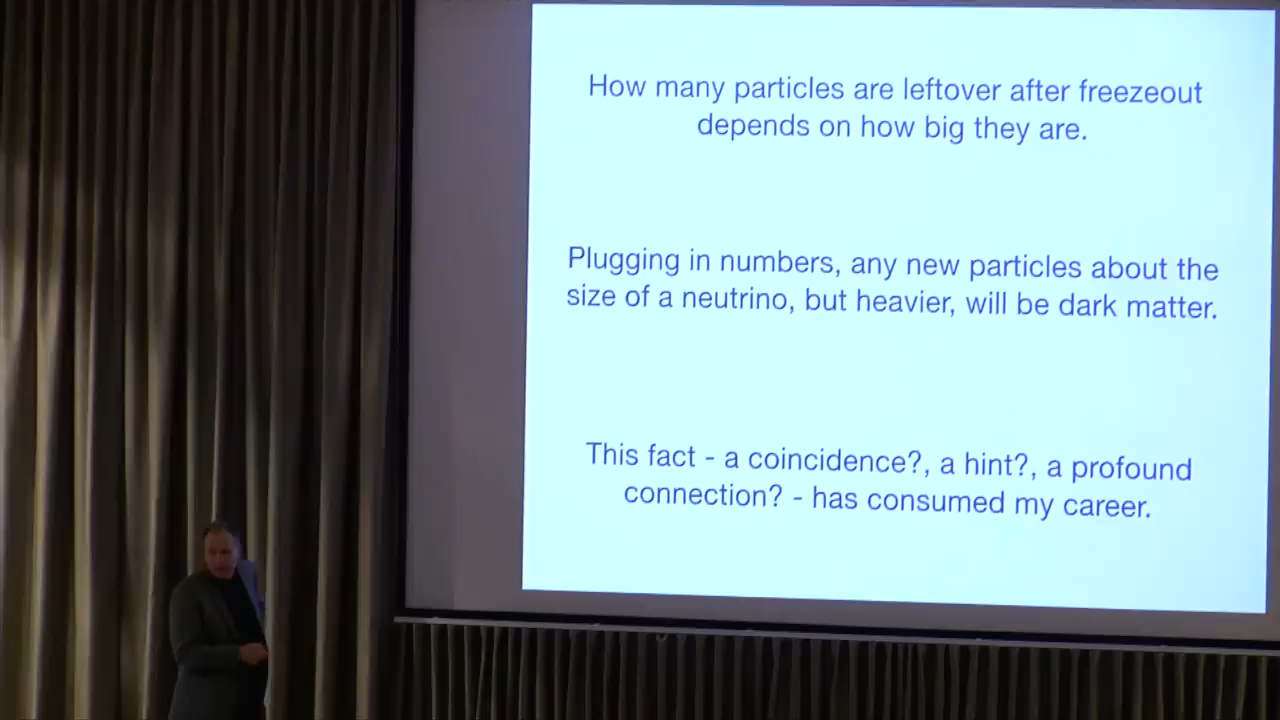 How many particles are leftover after freezeout
depends on how big they are.
Plugging in numbers, any new particles about the
size of a neutrino, but heavier, will be dark matter.
This fact - a coincidence?, a hint?, a profound
connection? - has consumed my career.